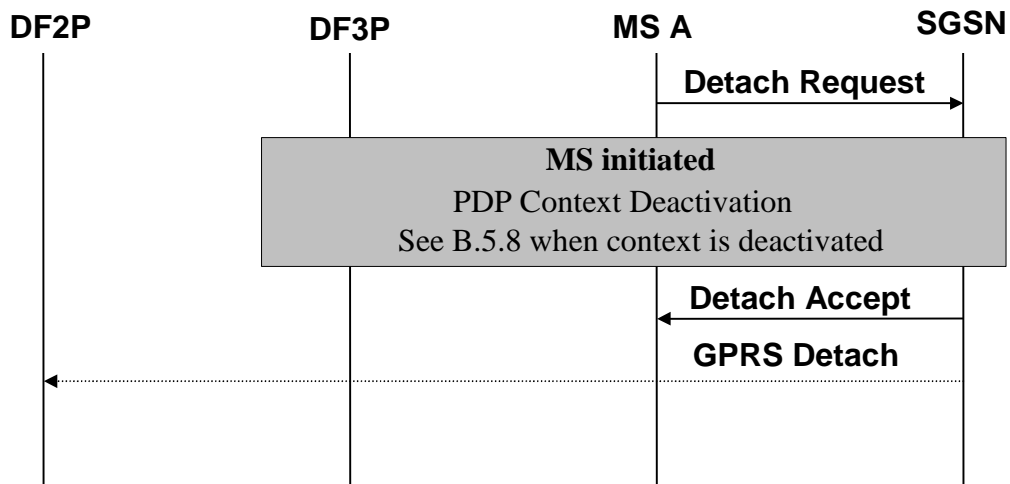 DF2P DF3P MS A SGSN
Detach Request
MS initiated
PDP Context Deactivation
See B.5.8 when context is deactivated
Detach Accept
GPRS Detach